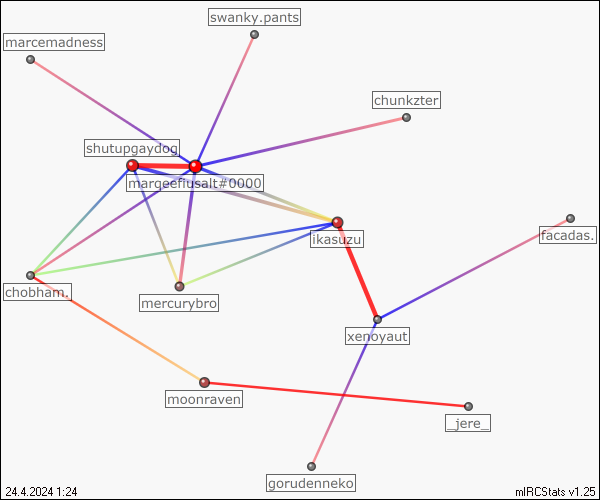 swanky.pants
marcemadness
chunkzter
shutupgaydog
margeefusalt#0000
ikasuzu
facadas.
chobham.
mercurybro
xenoyaut
moonraven
_jere_
gorudenneko
24.4.2024 1:24
mIRCStats v1.25